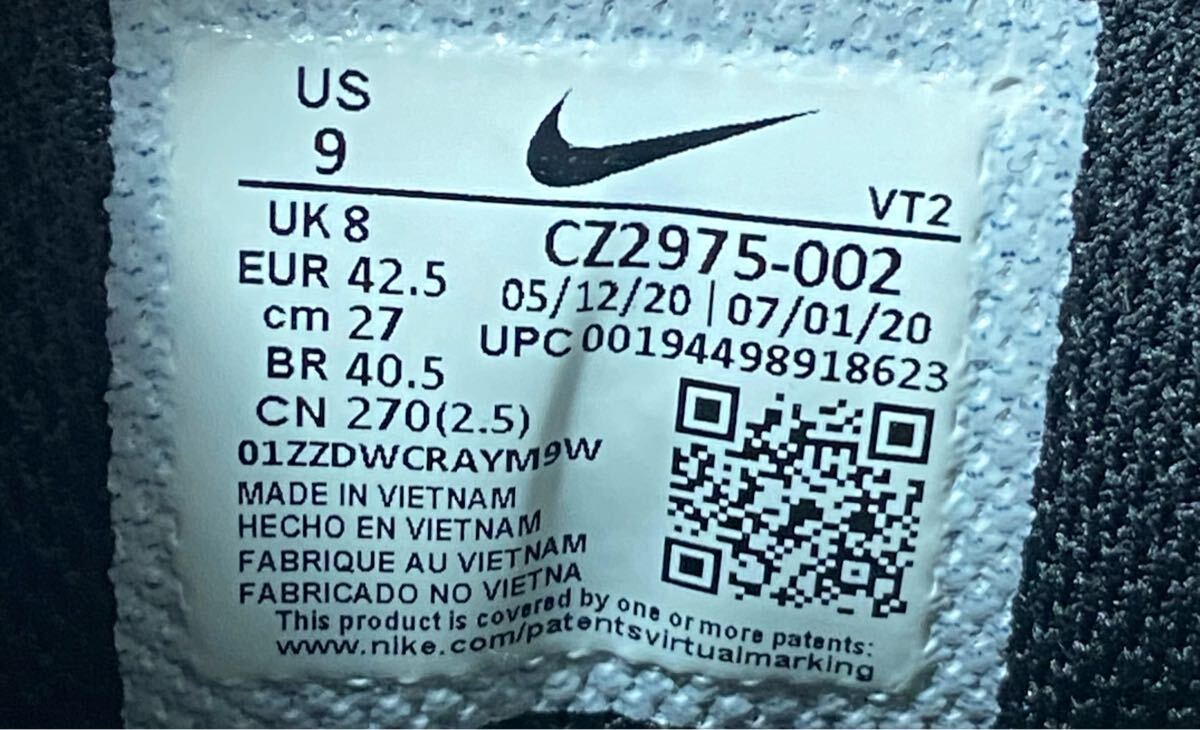 US
9
VT2
UK 8
EUR 42.5
cm 27
BR 40.5
CN 270(2.5)
CZ2975-002
05/12/20 | 07/01/20
UPC 00194498918623
01ZZDWCRAYM9W
MADE IN VIETNAM
HECHO EN VIETNAM
FABRIQUE AU VIETNAM
FABRICADO NO VIETNA
This product is covered by one or more patents:
www.nike.com/patentsvirtualmarking